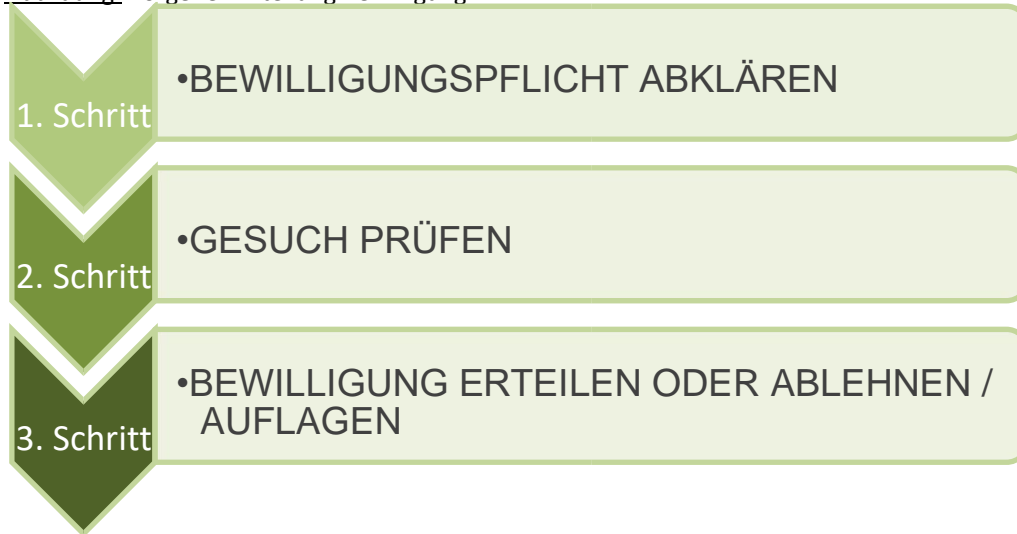 1. Schritt
•BEWILLIGUNGSPFLICHT ABKLÄREN
2. Schritt
•GESUCH PRÜFEN
3. Schritt
•BEWILLIGUNG ERTEILEN ODER ABLEHNEN /
AUFLAGEN